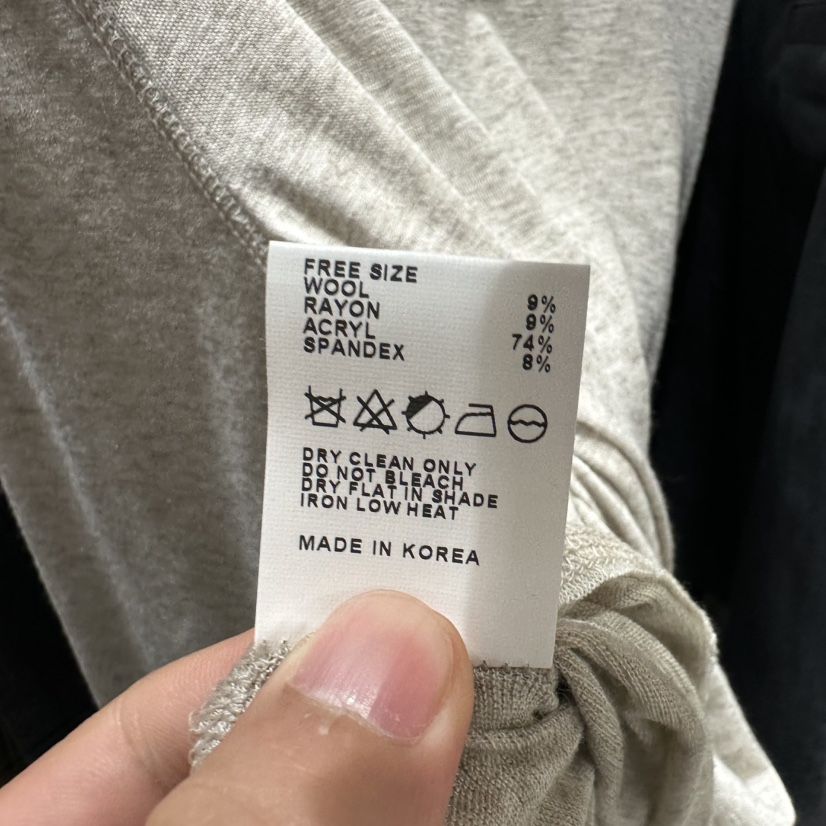 FREE SIZE
WOOL 9%
RAYON 9%
ACRYL 74%
SPANDEX 8%
DRY CLEAN ONLY
DO NOT BLEACH
DRY FLAT IN SHADE
IRON LOW HEAT
MADE IN KOREA